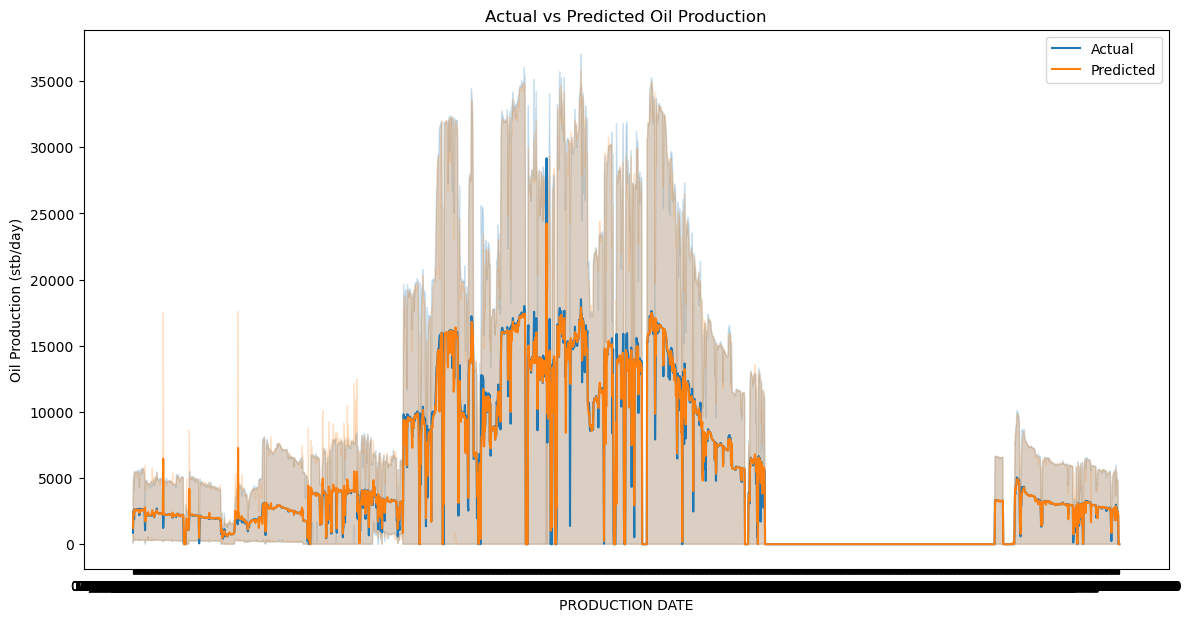 Actual vs Predicted Oil Production
Actual
Predicted
Oil Production (stb/day)
35000
30000
25000
20000
15000
10000
5000
0
PRODUCTION DATE